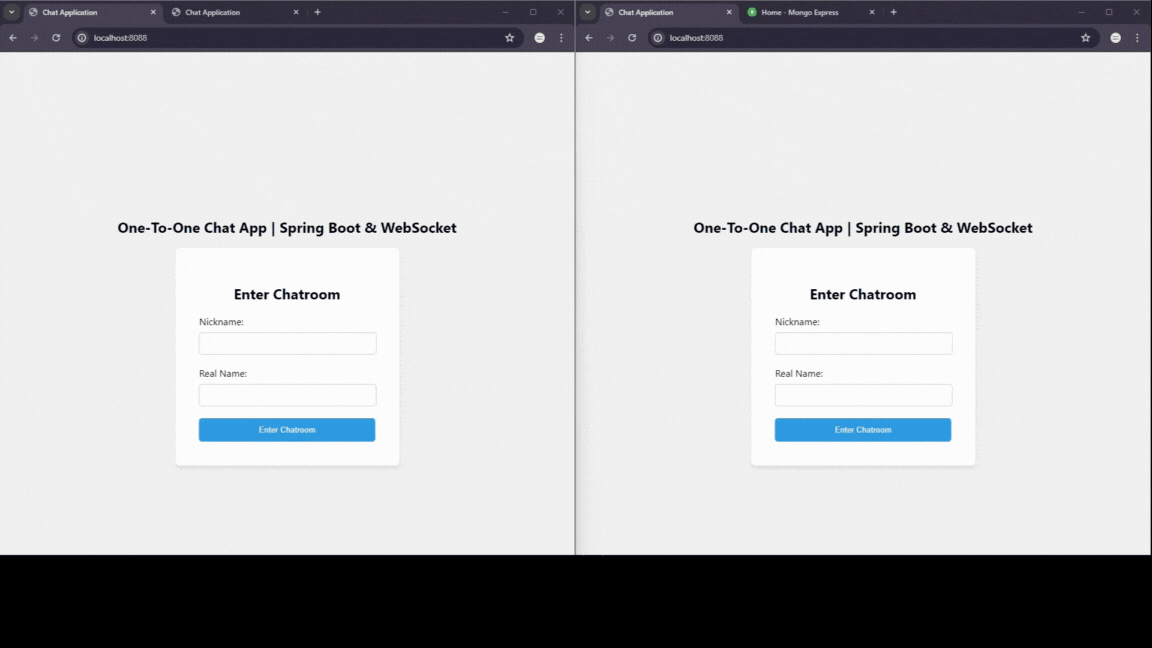 Chat Application
Chat Application
localhost:8088
One-To-One Chat App | Spring Boot & WebSocket
Enter Chatroom
Nickname:
Real Name:
Enter Chatroom
Chat Application
Home - Mongo Express
localhost:8088
One-To-One Chat App | Spring Boot & WebSocket
Enter Chatroom
Nickname:
Real Name:
Enter Chatroom